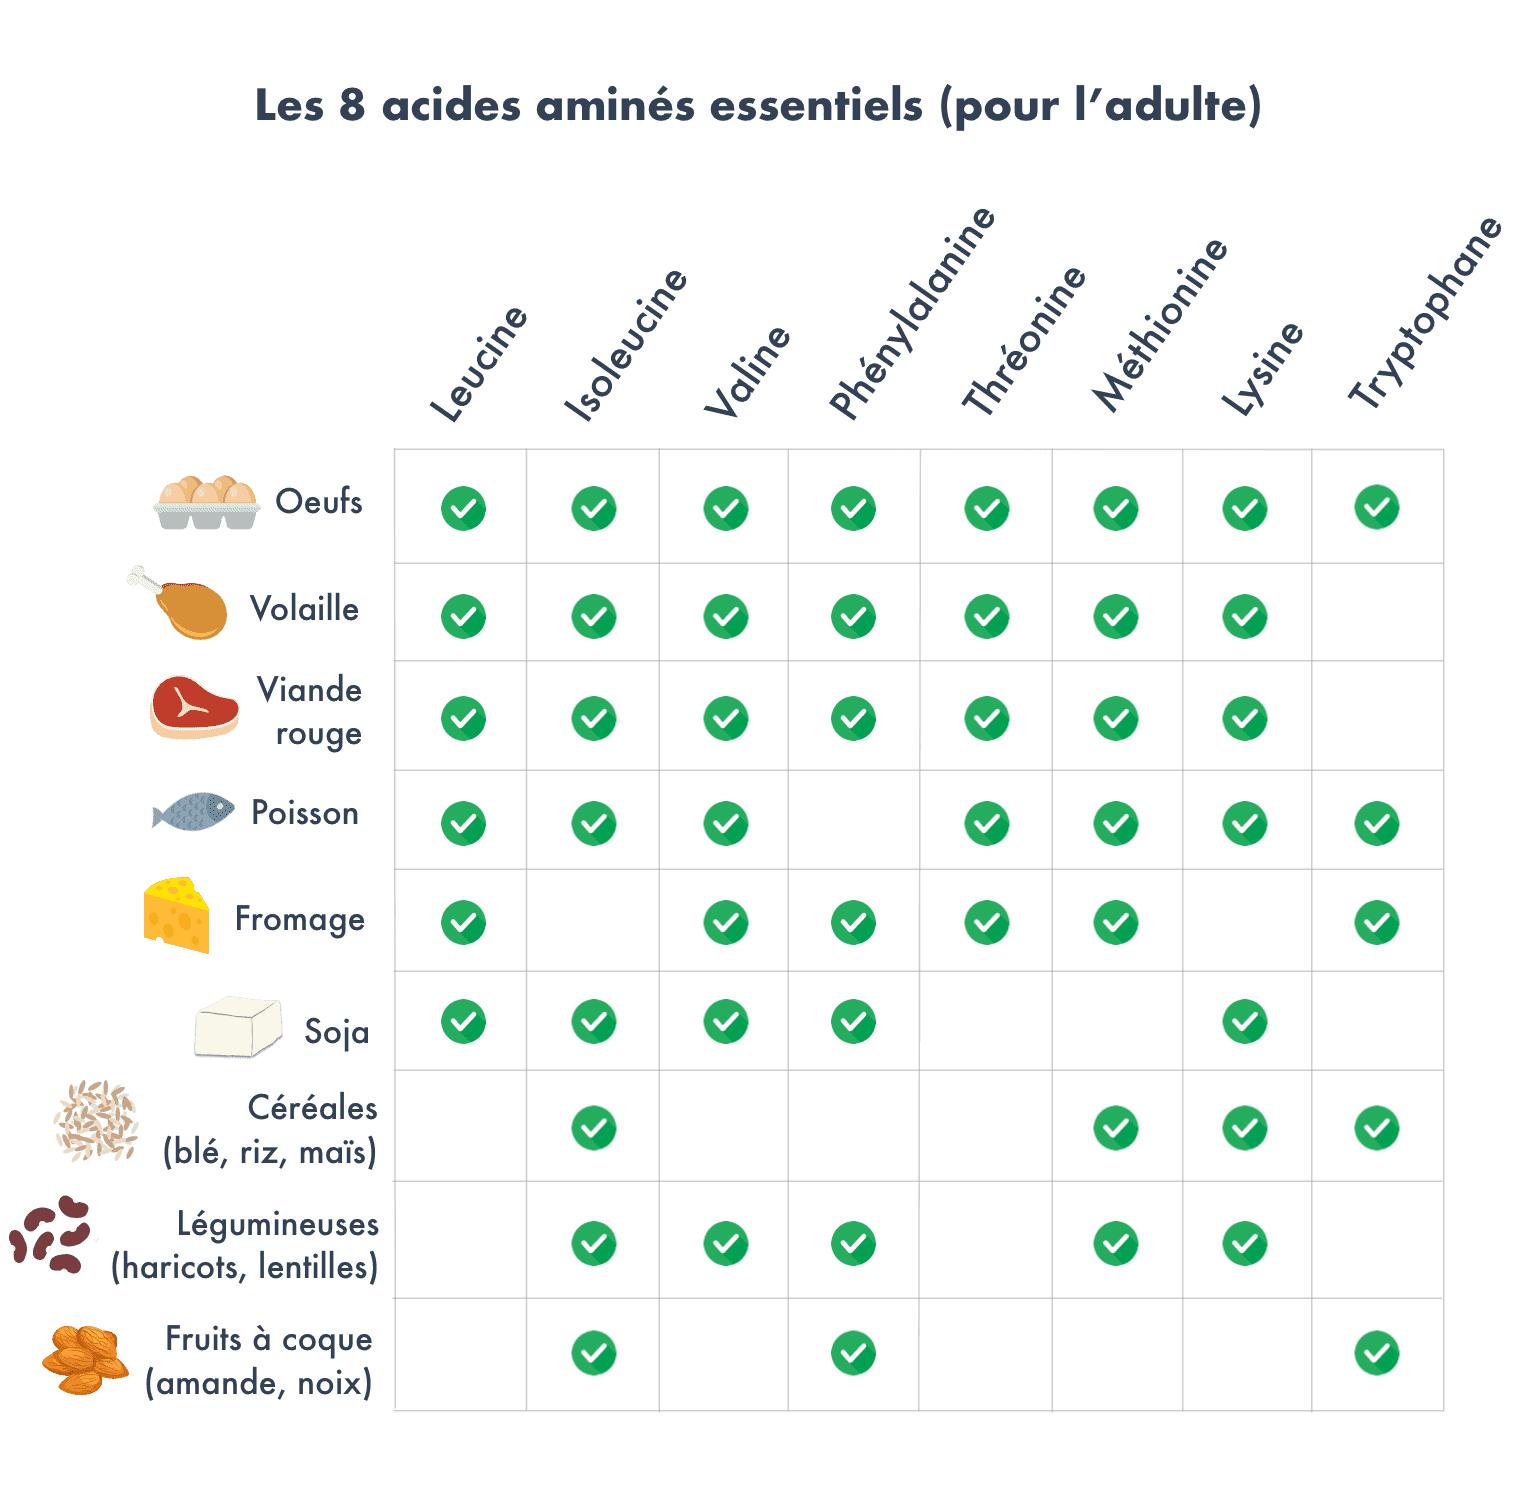 Les 8 acides aminés essentiels (pour l’adulte)
Leucine
Isoleucine
Valine
Phénylalanine
Thréonine
Méthionine
Lysine
Tryptophane
Oeufs
Volaille
Viande
rouge
Poisson
Fromage
Soja
Céréales
(blé, riz, maïs)
Légumineuses
(haricots, lentilles)
Fruits à coque
(amande, noix)